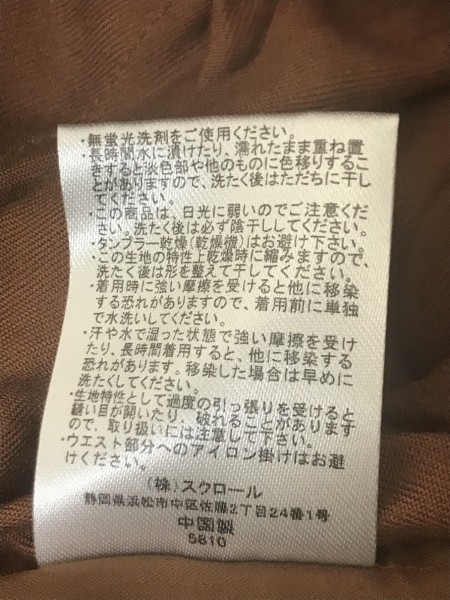 ・無蛍光洗剤をご使用ください。
・長時間水に漬けたり、濡れたまま重ね置
きすると淡色部や他のものに色移りするこ
とがありますので、洗たく後はただちに干し
てください。
・この商品は、日光に弱いのでご注意くだ
さい。洗たく後は必ず陰干ししてください。
・タンブラー乾燥(乾燥機)はお避け下さい。
・この生地の特性上乾燥時に縮みますので、
洗たく後は形を整えて干してください。
・着用時に強い摩擦を受けると他に移染
する恐れがありますので、着用前に単独
で水洗いしてください。
・汗や水で湿った状態で強い摩擦を受け
たり、長時間着用すると、他に移染する
恐れがあります。移染した場合は早めに
洗たくしてください。
・生地特性として過度の引っ張りを受けると
縫い目が開いたり、破れることがあります
ので、取り扱いには注意して下さい。
・ウエスト部分へのアイロン掛けはお避
けください。
(株)スクロール
静岡県浜松市中区佐鳴2丁目24番1号
中国製
5810